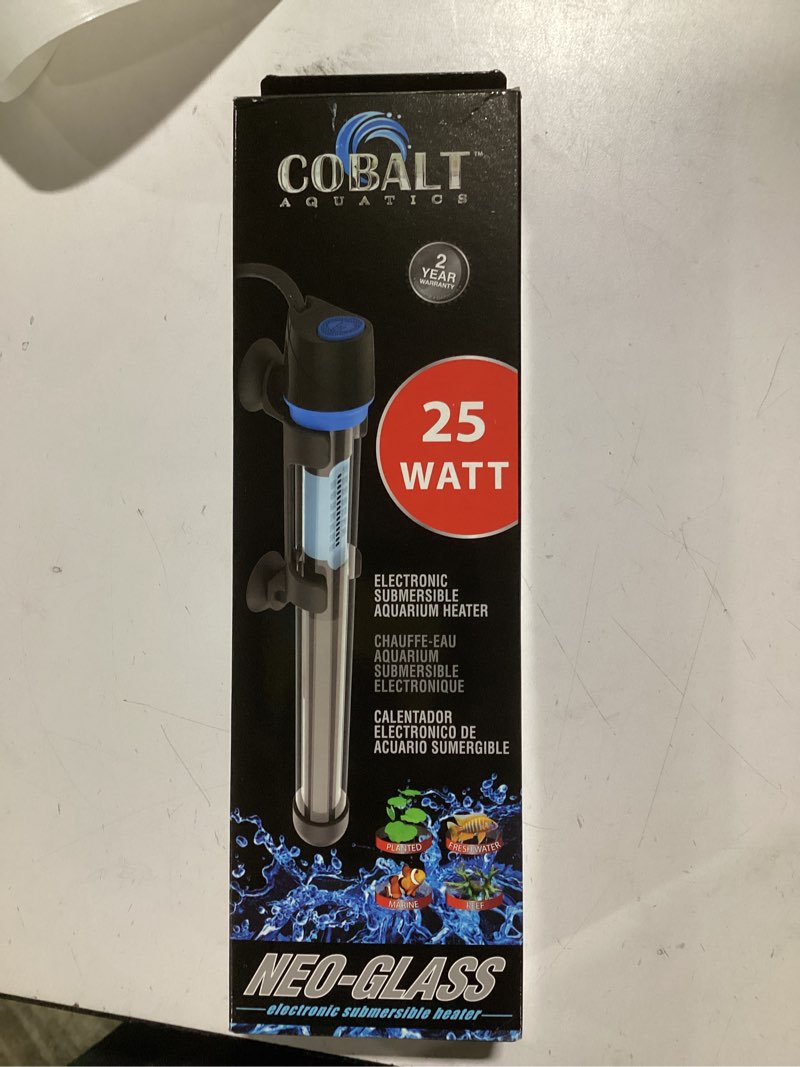 COBALT™
AQUATICS
2
YEAR
WARRANTY
25
WATT
ELECTRONIC
SUBMERSIBLE
AQUARIUM HEATER
CHAUFFE-EAU
AQUARIUM
SUBMERSIBLE
ELECTRONIQUE
CALENTADOR
ELECTRONICO DE
ACUARIO SUMERGIBLE
PLANTED
FRESHWATER
MARINE
REEF
NEO-GLASS
electronic submersible heater